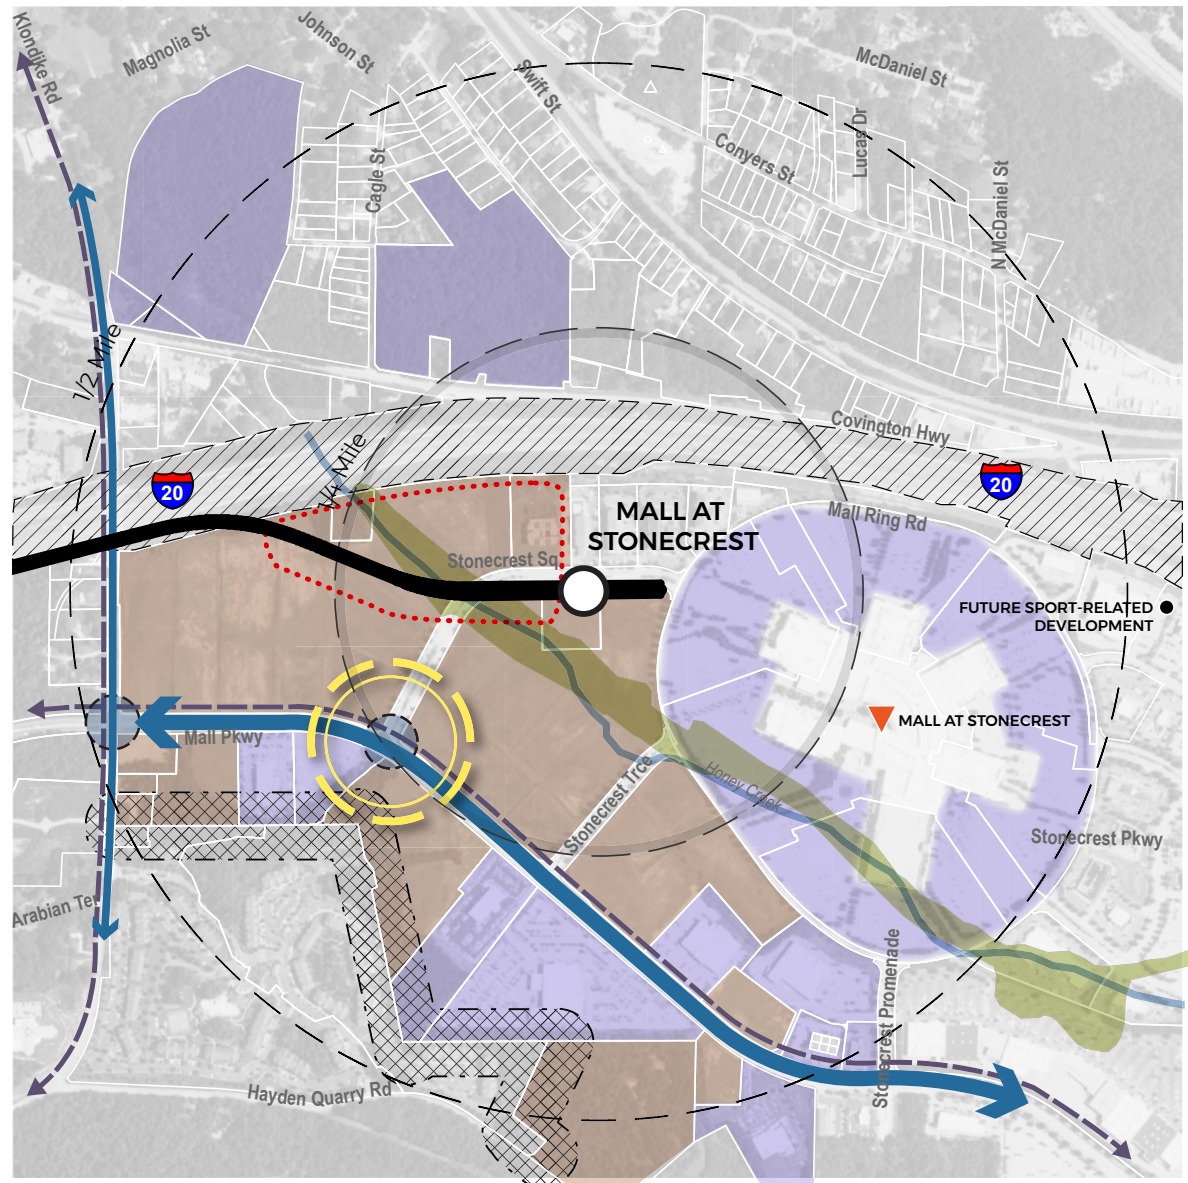 Klondike Rd
Magnolia St
Johnson St
Swift St
McDaniel St
Lucas Dr
Conyers St
Cagle St
N McDaniel St
1/2 Mile
Covington Hwy
1/4 Mile
20
20
MALL AT
STONECREST
Mall Ring Rd
Stonecrest Sq
FUTURE SPORT-RELATED
DEVELOPMENT
MALL AT STONECREST
Mall Pkwy
Honey Creek
Stonecrest Trce
Stonecrest Pkwy
Arabian Ter
Stonecrest Promenade
Hayden Quarry Rd